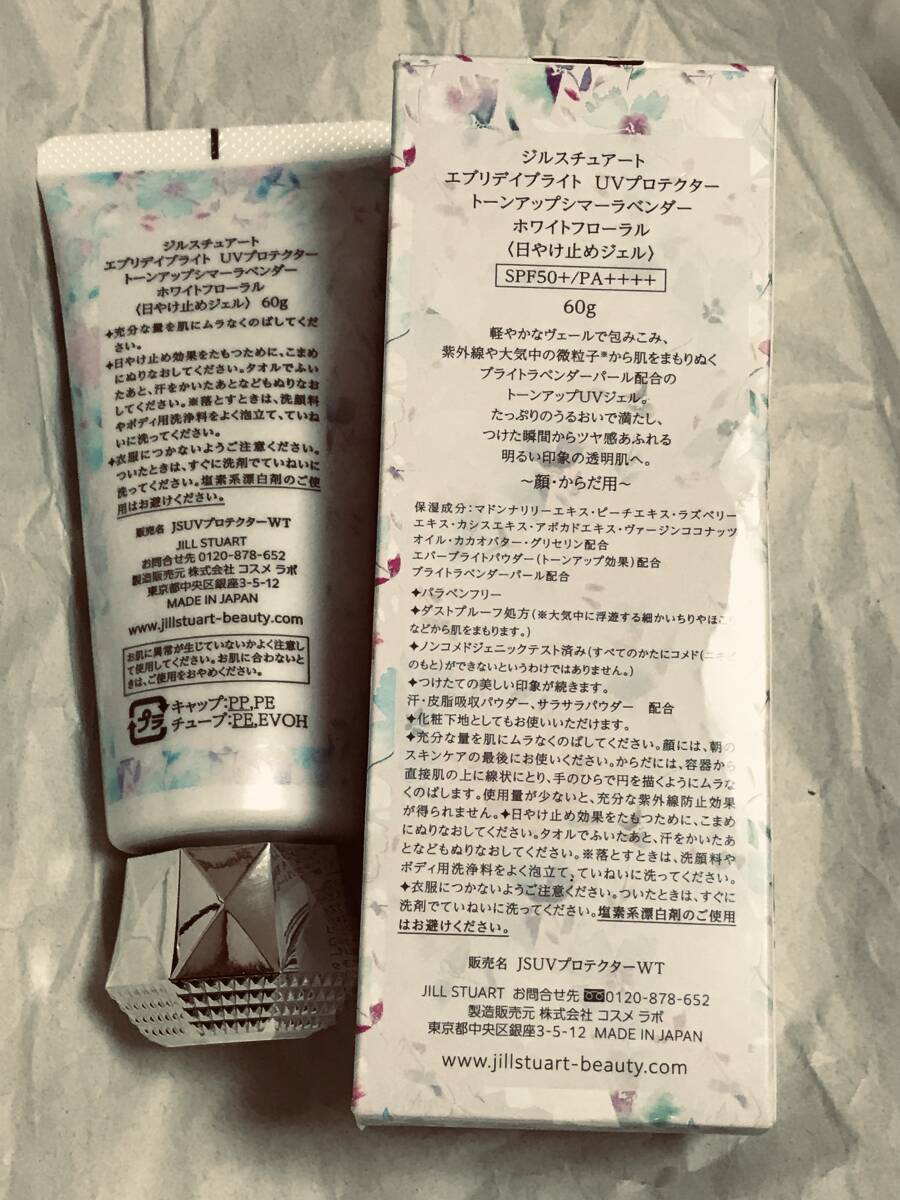 ジルスチュアート
エブリデイブライト UVプロテクター
トーンアップシマーラベンダー
ホワイトフローラル
〈日やけ止めジェル〉 60g
✦充分な量を肌にムラなくのばしてくだ
さい。
✦日やけ止め効果をたもつために、こまめ
にぬりなおしてください。タオルでふい
たあと、汗をかいたあとなどもぬりなお
してください。※落とすときは、洗顔料
やボディ用洗浄料をよく泡立て、ていね
いに洗ってください。
✦衣服につかないようご注意ください。
ついたときは、すぐに洗剤でていねいに
洗ってください。塩素系漂白剤のご使
用はお避けください。
販売名 JSUVプロテクターWT
JILL STUART
お問合せ先 0120-878-652
製造販売元 株式会社 コスメ ラボ
東京都中央区銀座3-5-12
MADE IN JAPAN
www.jillstuart-beauty.com
お肌に異常が生じていないかよく注意し
て使用してください。お肌に合わないと
きは、ご使用をおやめください。
プラ
キャップ:PP,PE
チューブ:PE,EVOH
ジルスチュアート
エブリデイブライト UVプロテクター
トーンアップシマーラベンダー
ホワイトフローラル
〈日やけ止めジェル〉
SPF50+/PA++++
60g
軽やかなヴェールで包みこみ、
紫外線や大気中の微粒子※から肌をまもりぬく
ブライトラベンダーパール配合の
トーンアップUVジェル。
たっぷりのうるおいで満たし、
つけた瞬間からツヤ感あふれる
明るい印象の透明肌へ。
〜顔・からだ用〜
保湿成分:マドンナリリーエキス・ピーチエキス・ラズベリー
エキス・カシスエキス・アボカドエキス・ヴァージンココナッツ
オイル・カカオバター・グリセリン配合
エバーブライトパウダー(トーンアップ効果)配合
ブライトラベンダーパール配合
✦パラベンフリー
✦ダストプルーフ処方(※大気中に浮遊する細かいちりやほこり
などから肌をまもります。)
✦ノンコメドジェニックテスト済み(すべてのかたにコメド(ニキビ
のもと)ができないというわけではありません。)
✦つけたての美しい印象が続きます。
汗・皮脂吸収パウダー、サラサラパウダー 配合
✦化粧下地としてもお使いいただけます。
✦充分な量を肌にムラなくのばしてください。顔には、朝の
スキンケアの最後にお使いください。からだには、容器から
直接肌の上に線状にとり、手のひらで円を描くようにムラな
くのばします。使用量が少ないと、充分な紫外線防止効果
が得られません。✦日やけ止め効果をたもつために、こまめ
にぬりなおしてください。タオルでふいたあと、汗をかいたあ
となどもぬりなおしてください。※落とすときは、洗顔料や
ボディ用洗浄料をよく泡立て、ていねいに洗ってください。
✦衣服につかないようご注意ください。ついたときは、すぐに
洗剤でていねいに洗ってください。塩素系漂白剤のご使用
はお避けください。
販売名 JSUVプロテクターWT
JILL STUART お問合せ先 0120-878-652
製造販売元 株式会社 コスメ ラボ
東京都中央区銀座3-5-12 MADE IN JAPAN
www.jillstuart-beauty.com